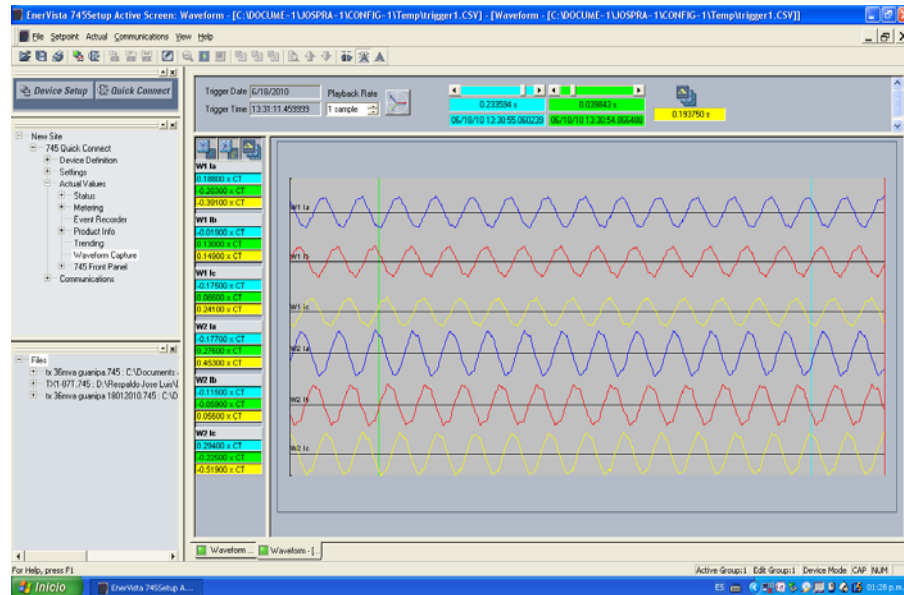 EnerVista 745Setup Active Screen: Waveform - [C:\DOCUME~1\JOSPRA~1\CONFIG~1\Temp\trigger1.CSV] - [Waveform - [C:\DOCUME~1\JOSPRA~1\CONFIG~1\Temp\trigger1.CSV]]
File Setpoint Actual Communications View Help
Device Setup Quick Connect
Trigger Date 6/18/2010
Trigger Time 13:31:11.459999
Playback Rate
1 sample
0.233594 s
06/18/10 13:30:55.060239
0.039843 s
06/18/10 13:30:54.866488
0.193750 s
New Site
745 Quick Connect
Device Definition
Settings
Actual Values
Status
Metering
Event Recorder
Product Info
Trending
Waveform Capture
745 Front Panel
Communications
Files
tx 36mva guanipa.745 : C:\Documents
TX1-87T.745 : D:\Respaldo Jose Luis\
tx 36mva guanipa 18012010.745 : C:\D
W1 Ia
0.18800 x CT
-0.20300 x CT
-0.39100 x CT
W1 Ib
-0.01900 x CT
0.13000 x CT
0.14900 x CT
W1 Ic
-0.17500 x CT
0.06600 x CT
0.24100 x CT
W2 Ia
-0.17700 x CT
0.27600 x CT
0.45300 x CT
W2 Ib
-0.11500 x CT
-0.05900 x CT
0.05600 x CT
W2 Ic
0.29400 x CT
-0.22500 x CT
-0.51900 x CT
W1 Ia
W1 Ib
W1 Ic
W2 Ia
W2 Ib
W2 Ic
Waveform ...
Waveform - [...
For Help, press F1
Active Group:1 Edit Group:1 Device Mode CAP NUM
Inicio
EnerVista 745Setup A...
ES
01:28 p.m.